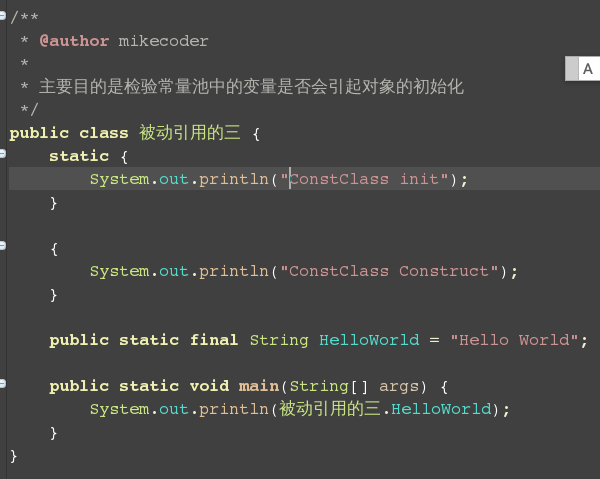 /**
 * @author mikecoder
 *
 * 主要目的是检验常量池中的变量是否会引起对象的初始化
 */
public class 被动引用的三 {
    static {
        System.out.println("ConstClass init");
    }
    {
        System.out.println("ConstClass Construct");
    }
    public static final String HelloWorld = "Hello World";
    public static void main(String[] args) {
        System.out.println(被动引用的三.HelloWorld);
    }
}
A